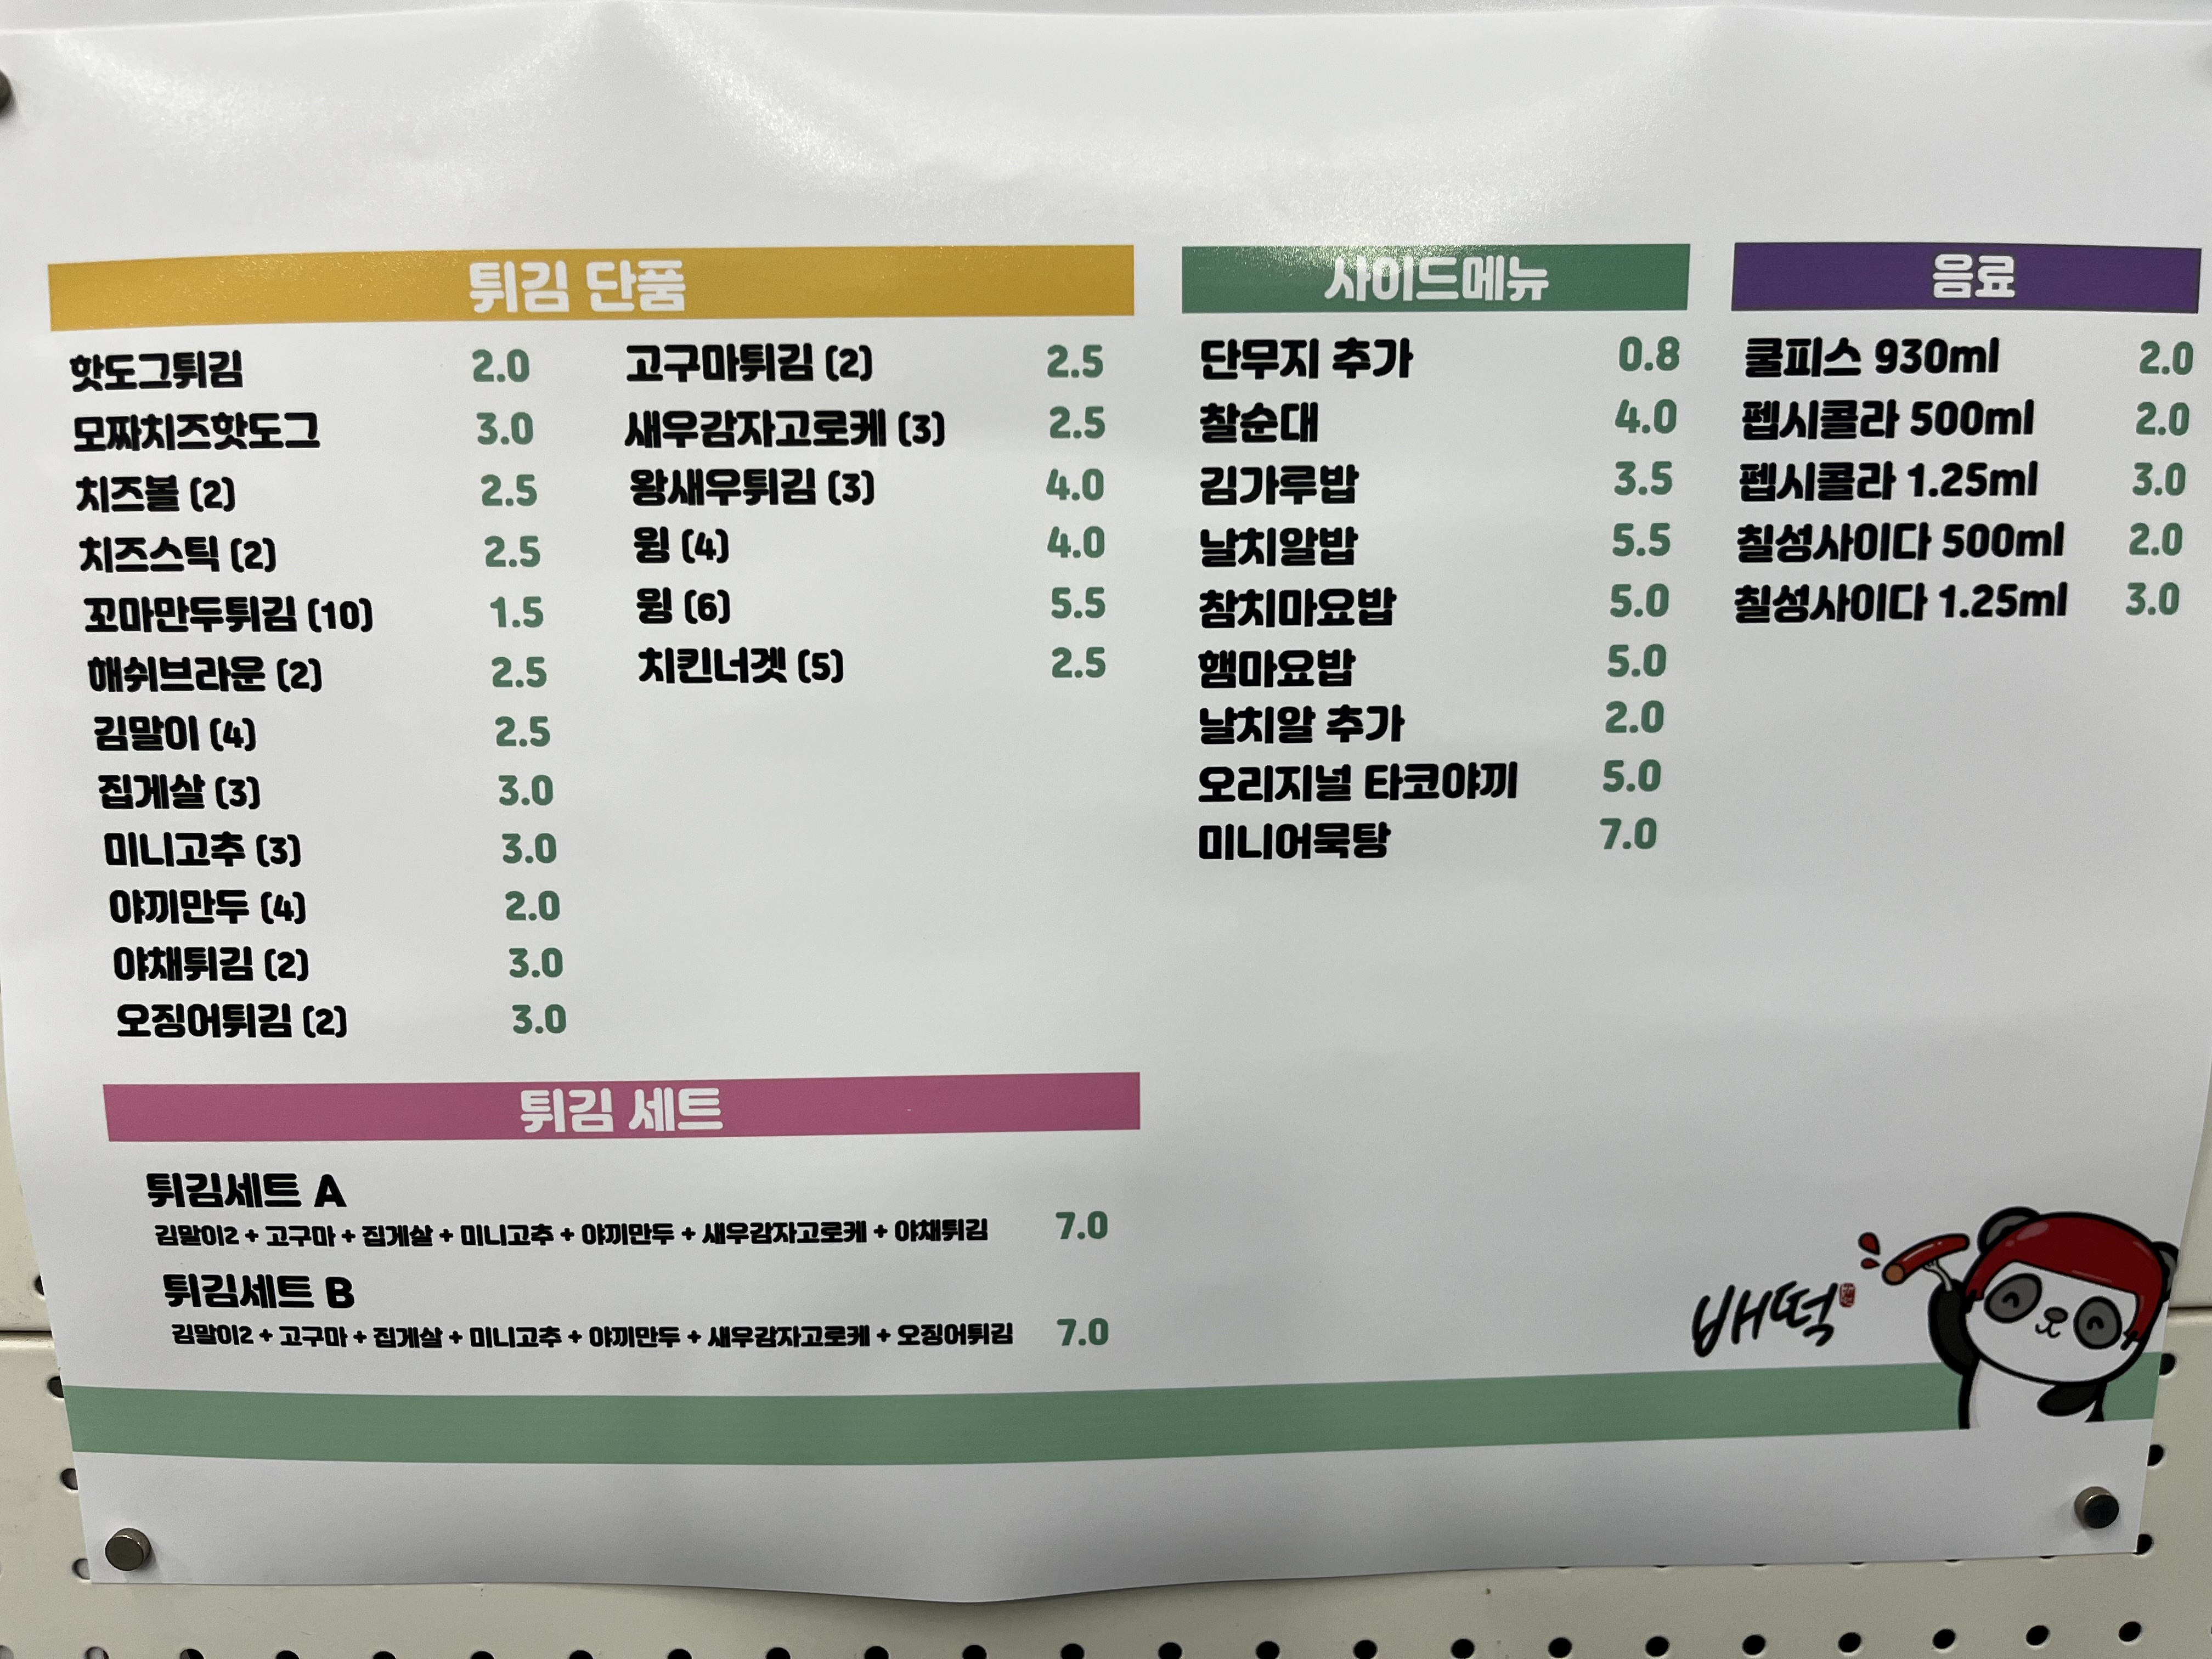 튀김 단품
핫도그튀김 2.0
모짜치즈핫도그 3.0
치즈볼 (2) 2.5
치즈스틱 (2) 2.5
꼬마만두튀김 (10) 1.5
해쉬브라운 (2) 2.5
김말이 (4) 2.5
집게살 (3) 3.0
미니고추 (3) 3.0
야끼만두 (4) 2.0
야채튀김 (2) 3.0
오징어튀김 (2) 3.0
고구마튀김 (2) 2.5
새우감자고로케 (3) 2.5
왕새우튀김 (3) 4.0
윙 (4) 4.0
윙 (6) 5.5
치킨너겟 (5) 2.5
튀김 세트
튀김세트 A
김말이2 + 고구마 + 집게살 + 미니고추 + 야끼만두 + 새우감자고로케 + 야채튀김 7.0
튀김세트 B
김말이2 + 고구마 + 집게살 + 미니고추 + 야끼만두 + 새우감자고로케 + 오징어튀김 7.0
사이드메뉴
단무지 추가 0.8
찰순대 4.0
김가루밥 3.5
날치알밥 5.5
참치마요밥 5.0
햄마요밥 5.0
날치알 추가 2.0
오리지널 타코야끼 5.0
미니어묵탕 7.0
음료
쿨피스 930ml 2.0
펩시콜라 500ml 2.0
펩시콜라 1.25ml 3.0
칠성사이다 500ml 2.0
칠성사이다 1.25ml 3.0
배떡